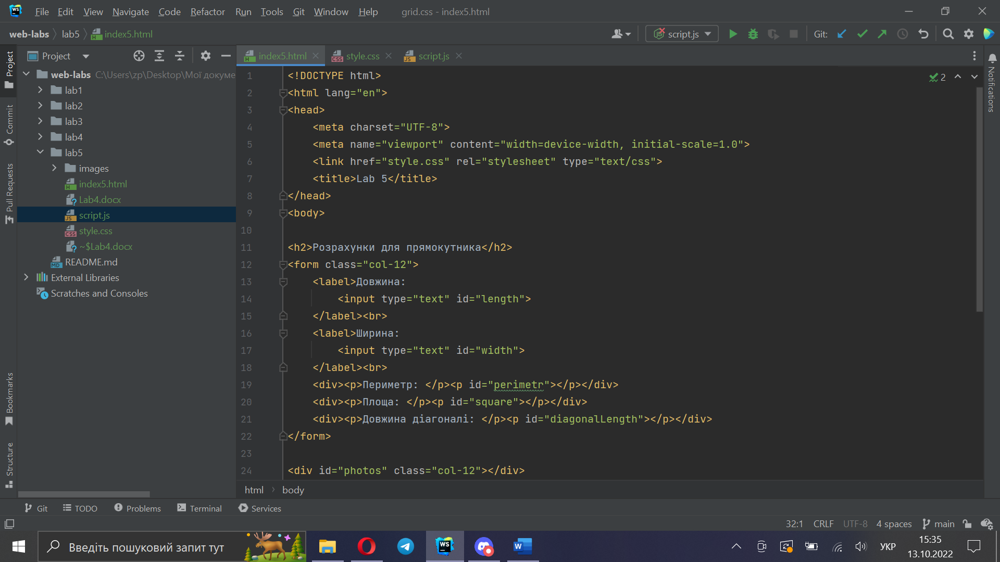 File Edit View Navigate Code Refactor Run Tools Git Window Help grid.css - index5.html
web-labs lab5 index5.html script.js Git:
Project
index5.html style.css script.js
web-labs C:\Users\zp\Desktop\Мої докуме
lab1
lab2
lab3
lab4
lab5
images
index5.html
Lab4.docx
script.js
style.css
~$Lab4.docx
README.md
External Libraries
Scratches and Consoles
Project
Commit
Pull Requests
Bookmarks
Structure
Notifications
2
1 <!DOCTYPE html>
2 <html lang="en">
3 <head>
4 <meta charset="UTF-8">
5 <meta name="viewport" content="width=device-width, initial-scale=1.0">
6 <link href="style.css" rel="stylesheet" type="text/css">
7 <title>Lab 5</title>
8 </head>
9 <body>
10
11 <h2>Розрахунки для прямокутника</h2>
12 <form class="col-12">
13 <label>Довжина:
14 <input type="text" id="length">
15 </label><br>
16 <label>Ширина:
17 <input type="text" id="width">
18 </label><br>
19 <div><p>Периметр: </p><p id="perimetr"></p></div>
20 <div><p>Площа: </p><p id="square"></p></div>
21 <div><p>Довжина діагоналі: </p><p id="diagonalLength"></p></div>
22 </form>
23
24 <div id="photos" class="col-12"></div>
html body
Git TODO Problems Terminal Services
32:1 CRLF UTF-8 4 spaces main
Введіть пошуковий запит тут
УКР
15:35
13.10.2022